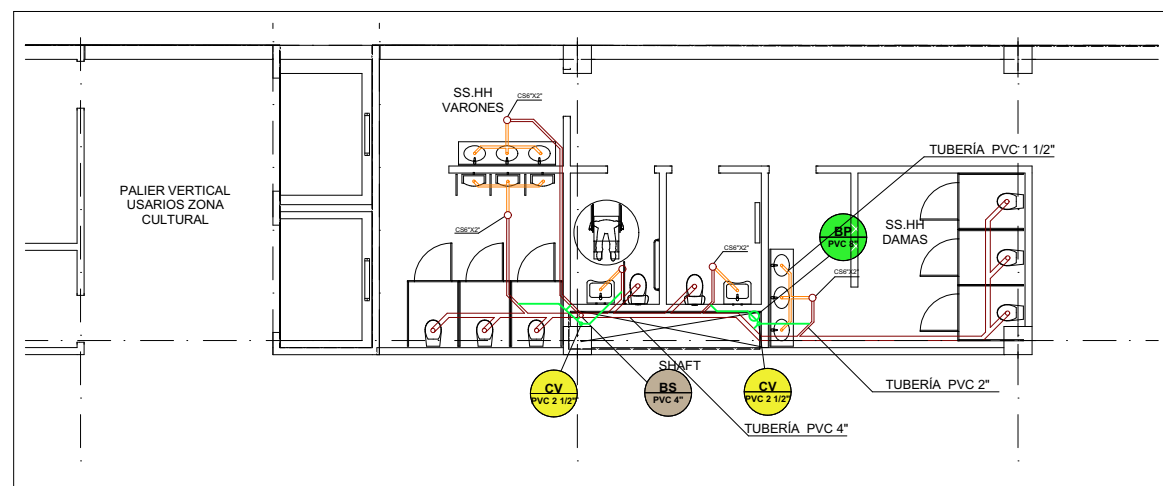 SS.HH
VARONES
CS6"X2"
TUBERÍA PVC 1 1/2"
PALIER VERTICAL
USARIOS ZONA
CULTURAL
CS6"X2"
BP
PVC 8"
SS.HH
DAMAS
CS6"X2"
CS6"X2"
SHAFT
CV
PVC 2 1/2"
BS
PVC 4"
CV
PVC 2 1/2"
TUBERÍA PVC 2"
TUBERÍA PVC 4"